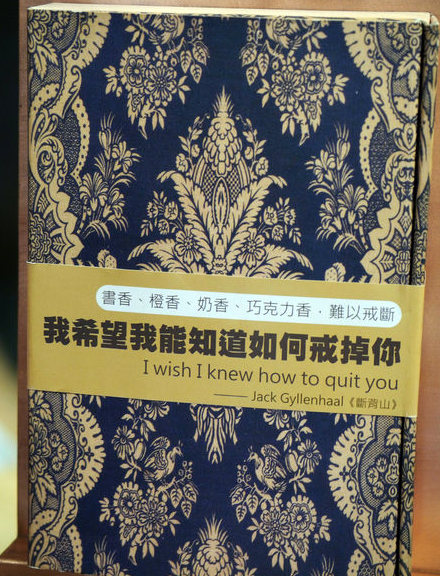 書香、橙香、奶香、巧克力香．難以戒斷
我希望我能知道如何戒掉你
I wish I knew how to quit you
—— Jack Gyllenhaal《斷背山》